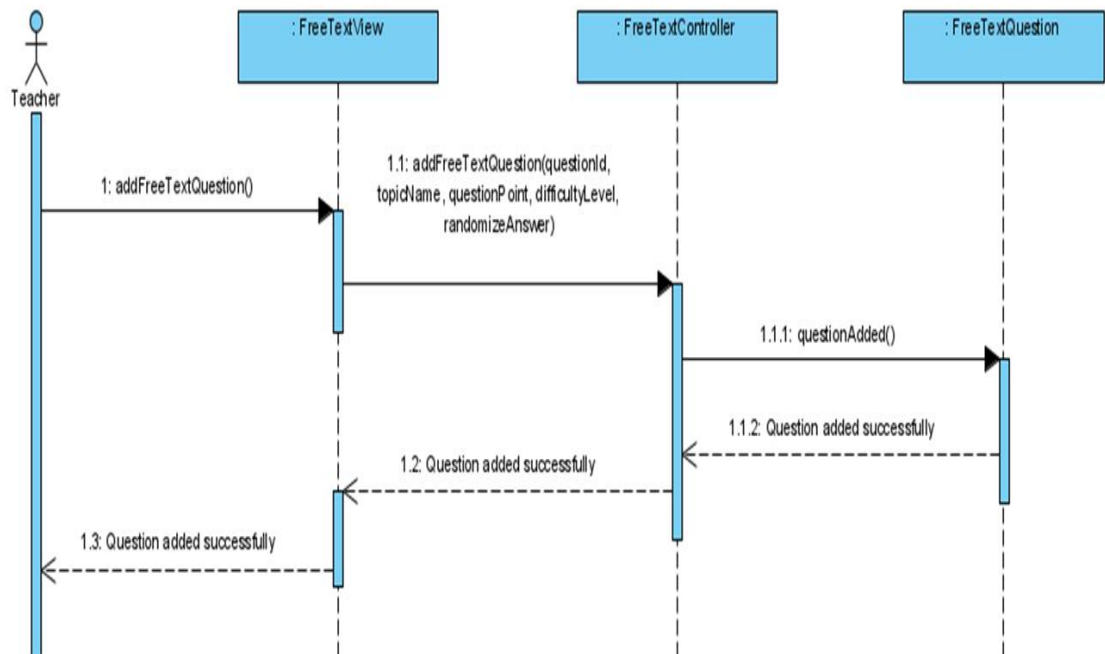 : FreeTextView
: FreeTextController
: FreeTextQuestion
Teacher
1: addFreeTextQuestion()
1.1: addFreeTextQuestion(questionId,
topicName, questionPoint, difficultyLevel,
randomizeAnswer)
1.1.1: questionAdded()
1.1.2: Question added successfully
1.2: Question added successfully
1.3: Question added successfully